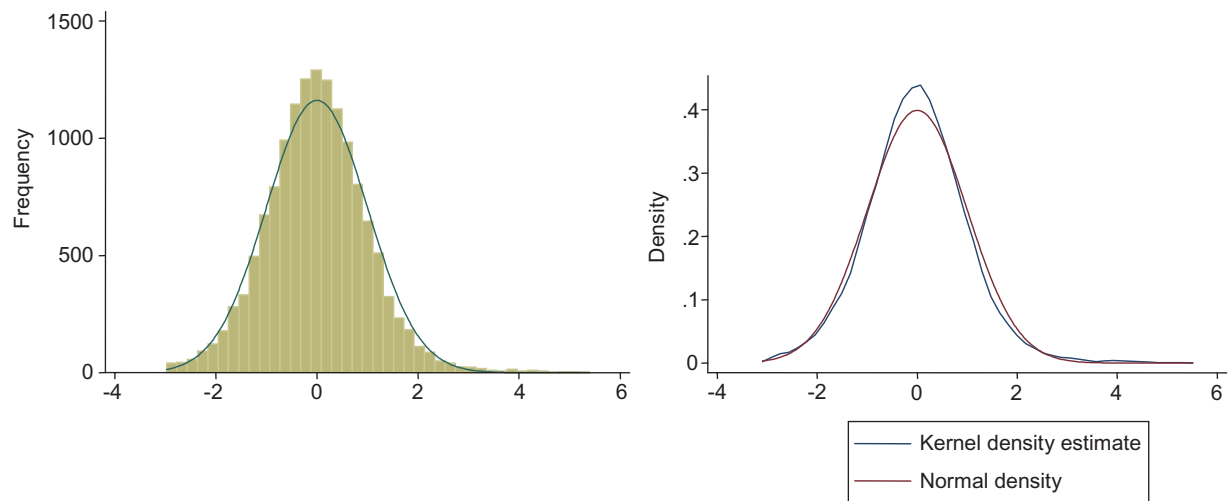 1500
1000
500
0
Frequency
-4 -2 0 2 4 6
.4
.3
.2
.1
0
Density
-4 -2 0 2 4 6
Kernel density estimate
Normal density